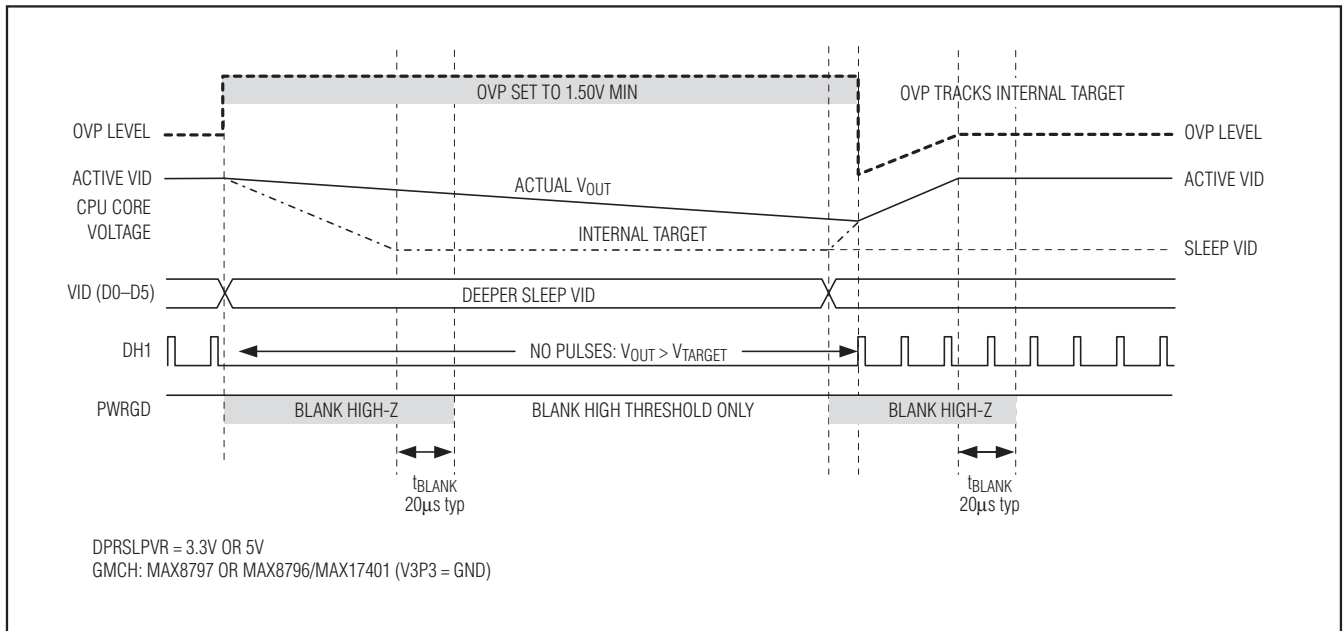 OVP SET TO 1.50V MIN
OVP TRACKS INTERNAL TARGET
OVP LEVEL
OVP LEVEL
ACTIVE VID
ACTUAL VOUT
ACTIVE VID
CPU CORE
VOLTAGE
INTERNAL TARGET
SLEEP VID
VID (D0–D5)
DEEPER SLEEP VID
DH1
NO PULSES: VOUT > VTARGET
PWRGD
BLANK HIGH-Z
BLANK HIGH THRESHOLD ONLY
BLANK HIGH-Z
tBLANK
20μs typ
tBLANK
20μs typ
DPRSLPVR = 3.3V OR 5V
GMCH: MAX8797 OR MAX8796/MAX17401 (V3P3 = GND)